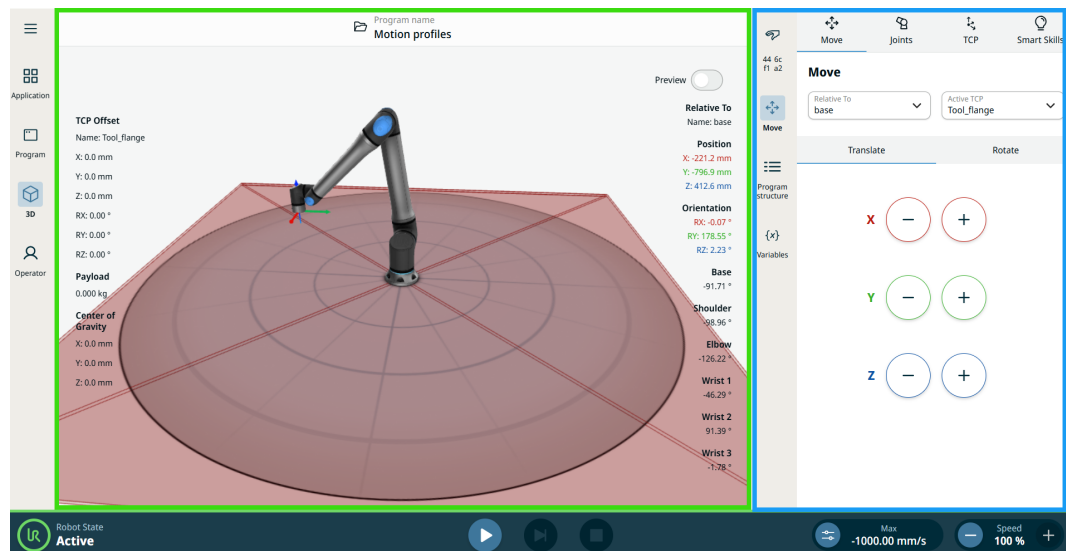 Program name
Motion profiles
Application
Program
3D
Operator
TCP Offset
Name: Tool_flange
X: 0.0 mm
Y: 0.0 mm
Z: 0.0 mm
RX: 0.00 °
RY: 0.00 °
RZ: 0.00 °
Payload
0.000 kg
Center of
Gravity
X: 0.0 mm
Y: 0.0 mm
Z: 0.0 mm
Preview
Relative To
Name: base
Position
X: -221.2 mm
Y: -796.9 mm
Z: 412.6 mm
Orientation
RX: -0.07 °
RY: 178.55 °
RZ: 2.23 °
Base
-91.71 °
Shoulder
-98.96 °
Elbow
-126.22 °
Wrist 1
-46.29 °
Wrist 2
91.39 °
Wrist 3
-1.78 °
44 6c
f1 a2
Move
Program
structure
{x}
Variables
Move
Joints
TCP
Smart Skills
Move
Relative To
base
Active TCP
Tool_flange
Translate
Rotate
X − +
Y − +
Z − +
UR
Robot State
Active
Max
-1000.00 mm/s
Speed
− 100 % +